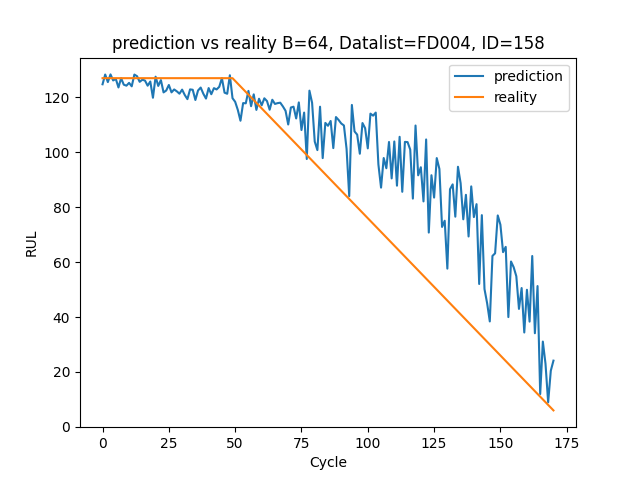 prediction vs reality B=64, Datalist=FD004, ID=158
prediction
reality
RUL
120
100
80
60
40
20
0
0 25 50 75 100 125 150 175
Cycle